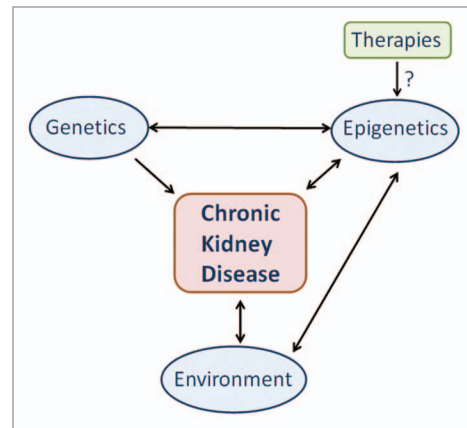 Therapies
?
Genetics
Epigenetics
Chronic
Kidney
Disease
Environment